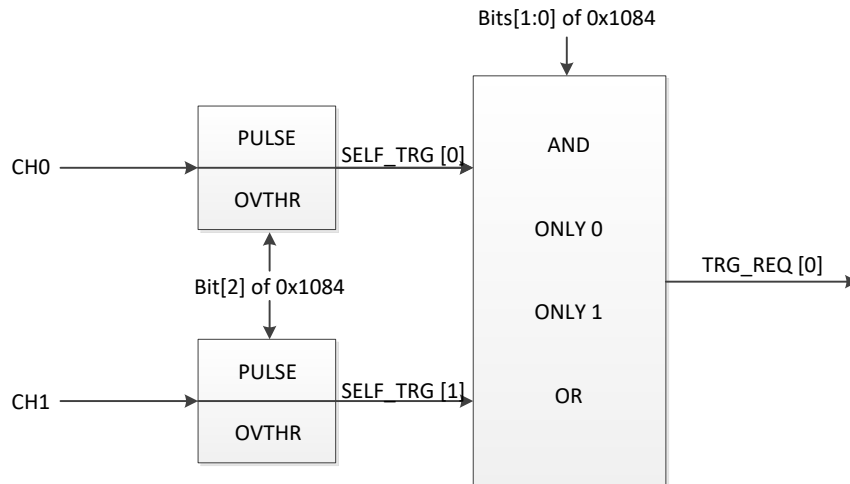 Bits[1:0] of 0x1084
PULSE
OVTHR
CH0
SELF_TRG [0]
AND
ONLY 0
ONLY 1
OR
TRG_REQ [0]
Bit[2] of 0x1084
PULSE
OVTHR
CH1
SELF_TRG [1]